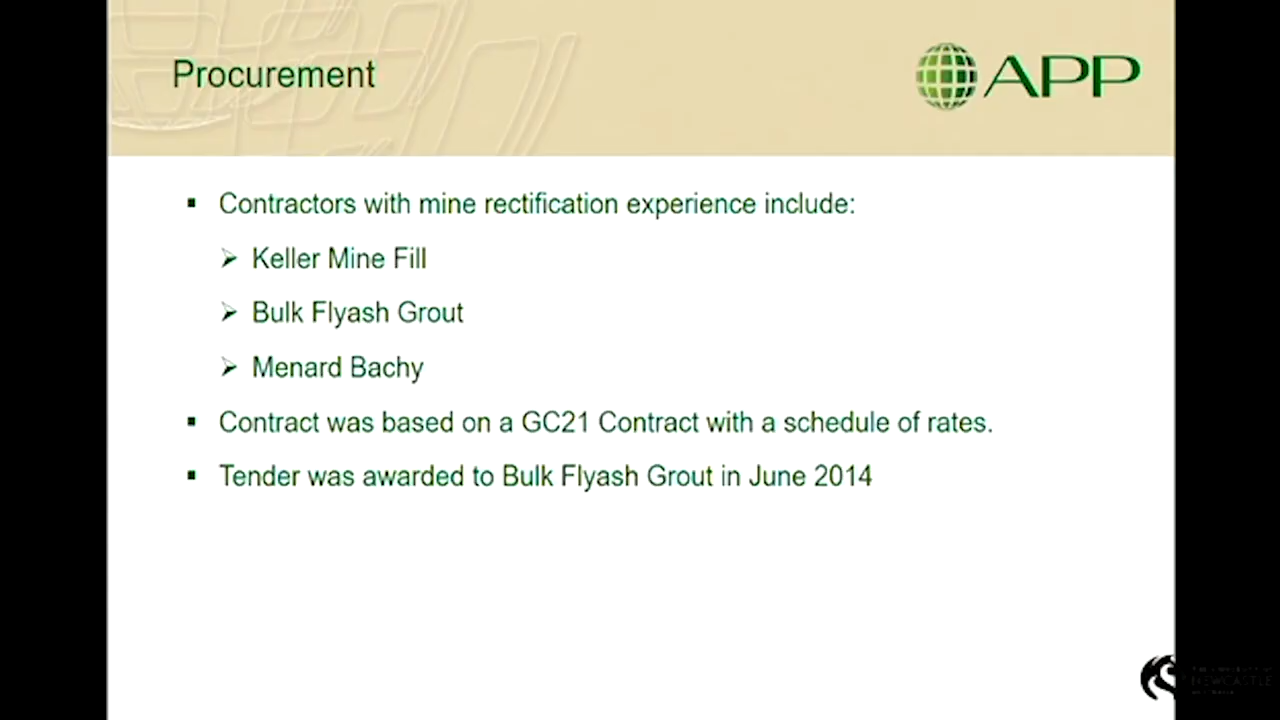 Procurement
APP
Contractors with mine rectification experience include:
Keller Mine Fill
Bulk Flyash Grout
Menard Bachy
Contract was based on a GC21 Contract with a schedule of rates.
Tender was awarded to Bulk Flyash Grout in June 2014
NEWCASTLE